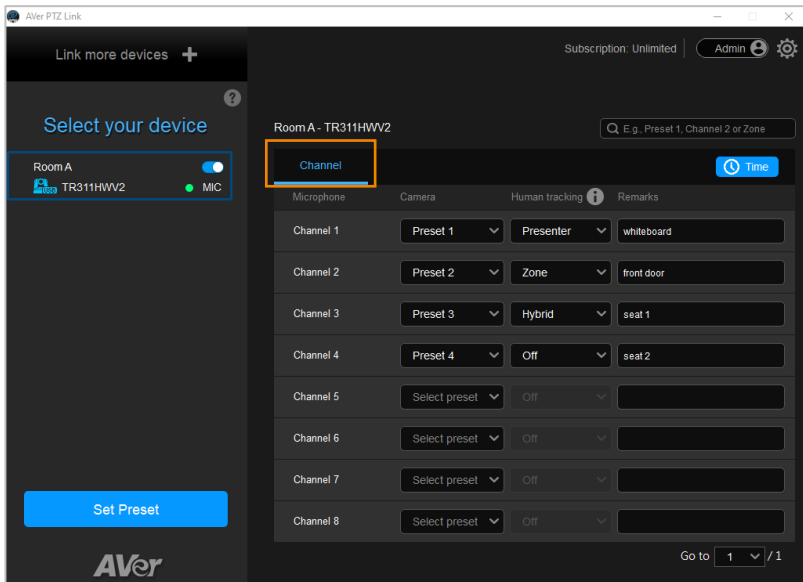 AVer PTZ Link
Link more devices +
Subscription: Unlimited
Admin
?
Select your device
Room A
USB TR311HWV2 MIC
Set Preset
AVer
Room A - TR311HWV2
E.g., Preset 1, Channel 2 or Zone
Channel
Time
Microphone Camera Human tracking i Remarks
Channel 1 Preset 1 Presenter whiteboard
Channel 2 Preset 2 Zone front door
Channel 3 Preset 3 Hybrid seat 1
Channel 4 Preset 4 Off seat 2
Channel 5 Select preset Off
Channel 6 Select preset Off
Channel 7 Select preset Off
Channel 8 Select preset Off
Go to 1 / 1